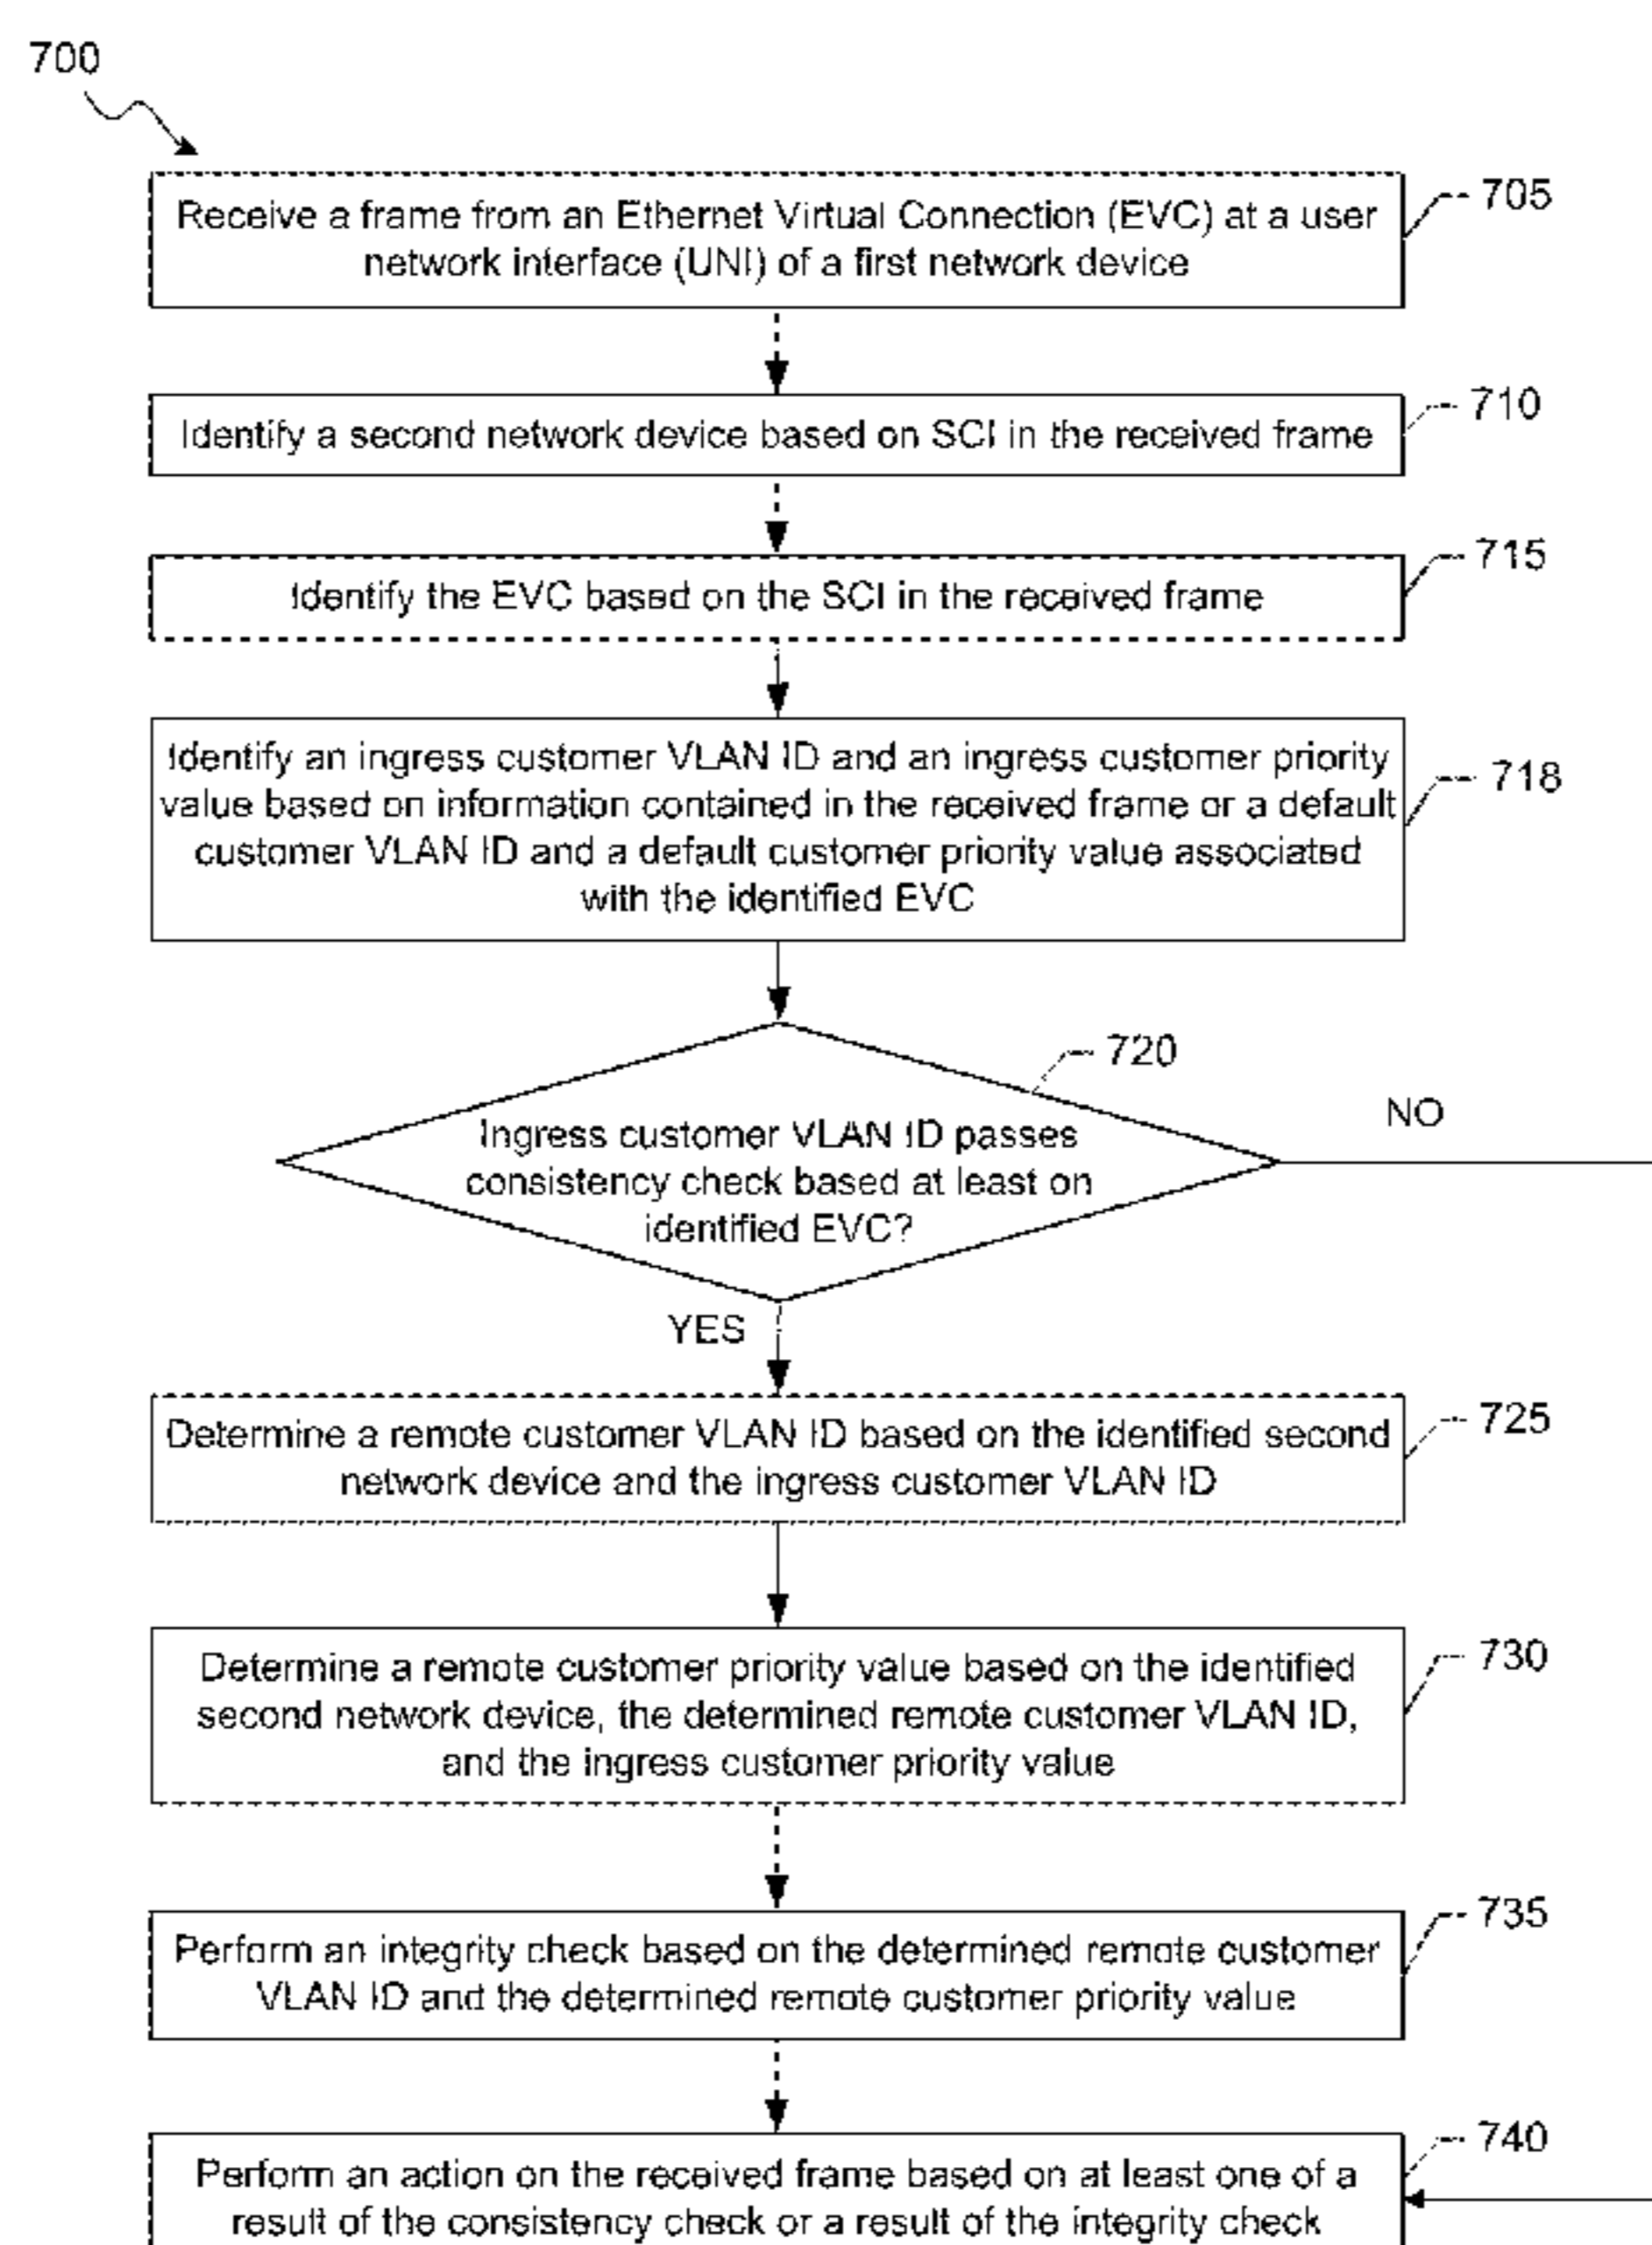 700
Receive a frame from an Ethernet Virtual Connection (EVC) at a user
network interface (UNI) of a first network device
705
Identify a second network device based on SCI in the received frame
710
Identify the EVC based on the SCI in the received frame
715
Identify an ingress customer VLAN ID and an ingress customer priority
value based on information contained in the received frame or a default
customer VLAN ID and a default customer priority value associated
with the identified EVC
718
720
Ingress customer VLAN ID passes
consistency check based at least on
identified EVC?
NO
YES
Determine a remote customer VLAN ID based on the identified second
network device and the ingress customer VLAN ID
725
Determine a remote customer priority value based on the identified
second network device, the determined remote customer VLAN ID,
and the ingress customer priority value
730
Perform an integrity check based on the determined remote customer
VLAN ID and the determined remote customer priority value
735
Perform an action on the received frame based on at least one of a
result of the consistency check or a result of the integrity check
740